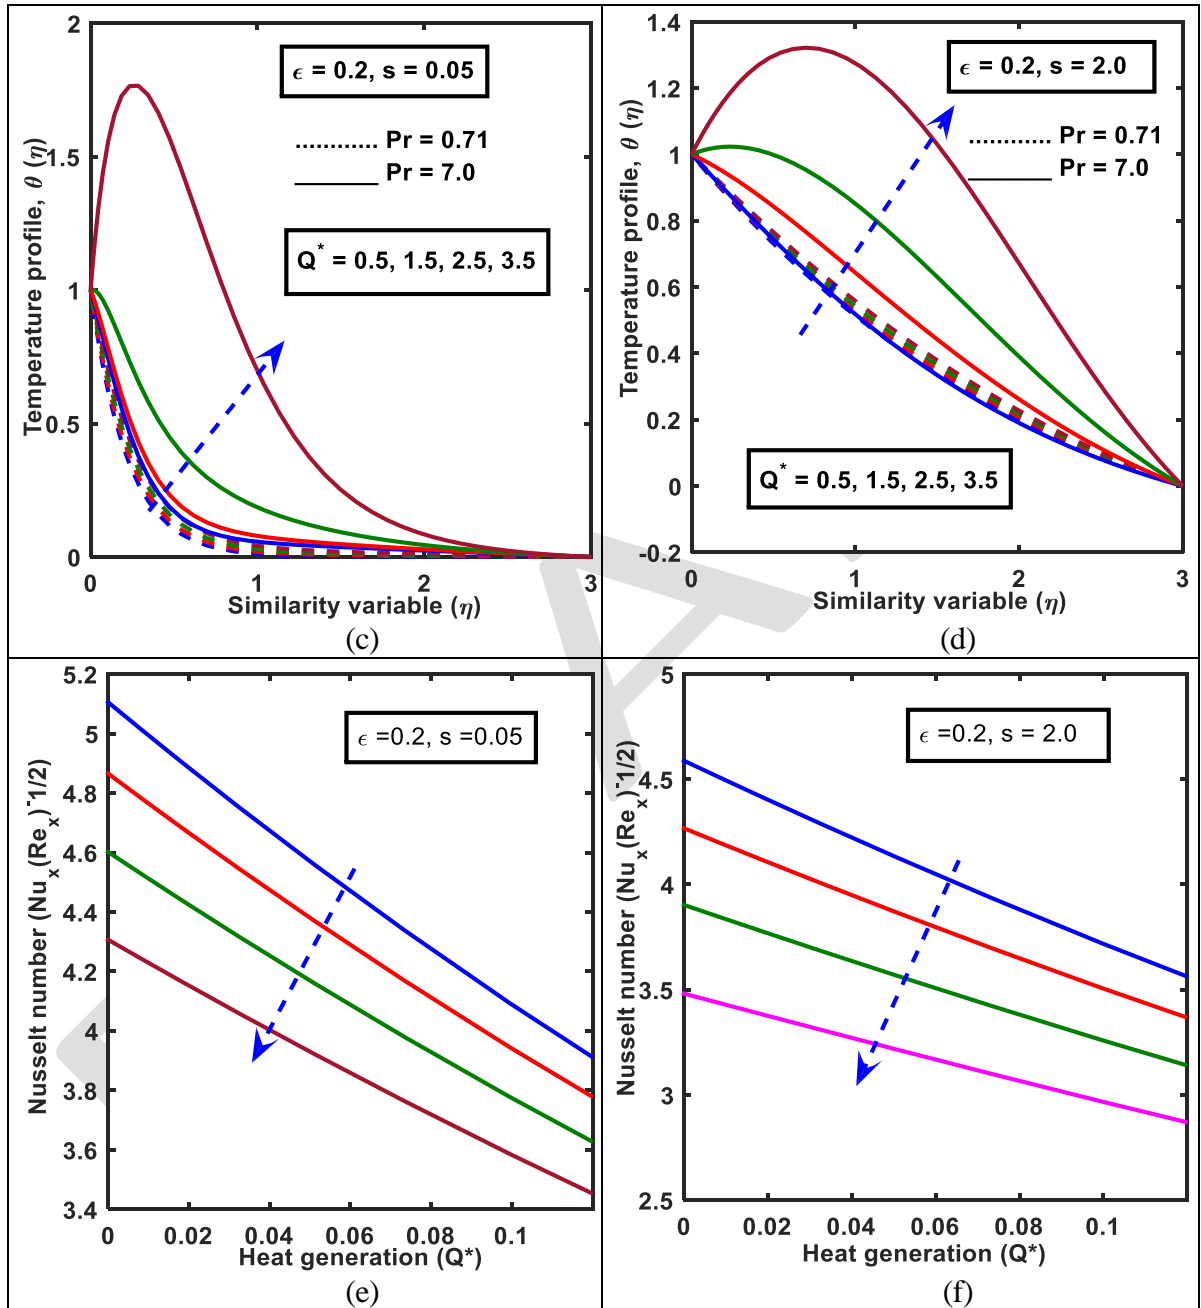 2
1.5
1
0.5
0
0
1
2
3
Temperature profile, θ (η)
Similarity variable (η)
ϵ = 0.2, s = 0.05
Pr = 0.71
Pr = 7.0
Q* = 0.5, 1.5, 2.5, 3.5
(c)
1.4
1.2
1
0.8
0.6
0.4
0.2
0
-0.2
0
1
2
3
Temperature profile, θ (η)
Similarity variable (η)
ϵ = 0.2, s = 2.0
Pr = 0.71
Pr = 7.0
Q* = 0.5, 1.5, 2.5, 3.5
(d)
5.2
5
4.8
4.6
4.4
4.2
4
3.8
3.6
3.4
0
0.02
0.04
0.06
0.08
0.1
Nusselt number (Nu_x(Re_x)^-1/2)
Heat generation (Q*)
ϵ =0.2, s =0.05
(e)
5
4.5
4
3.5
3
2.5
0
0.02
0.04
0.06
0.08
0.1
Nusselt number (Nu_x(Re_x)^-1/2)
Heat generation (Q*)
ϵ =0.2, s = 2.0
(f)